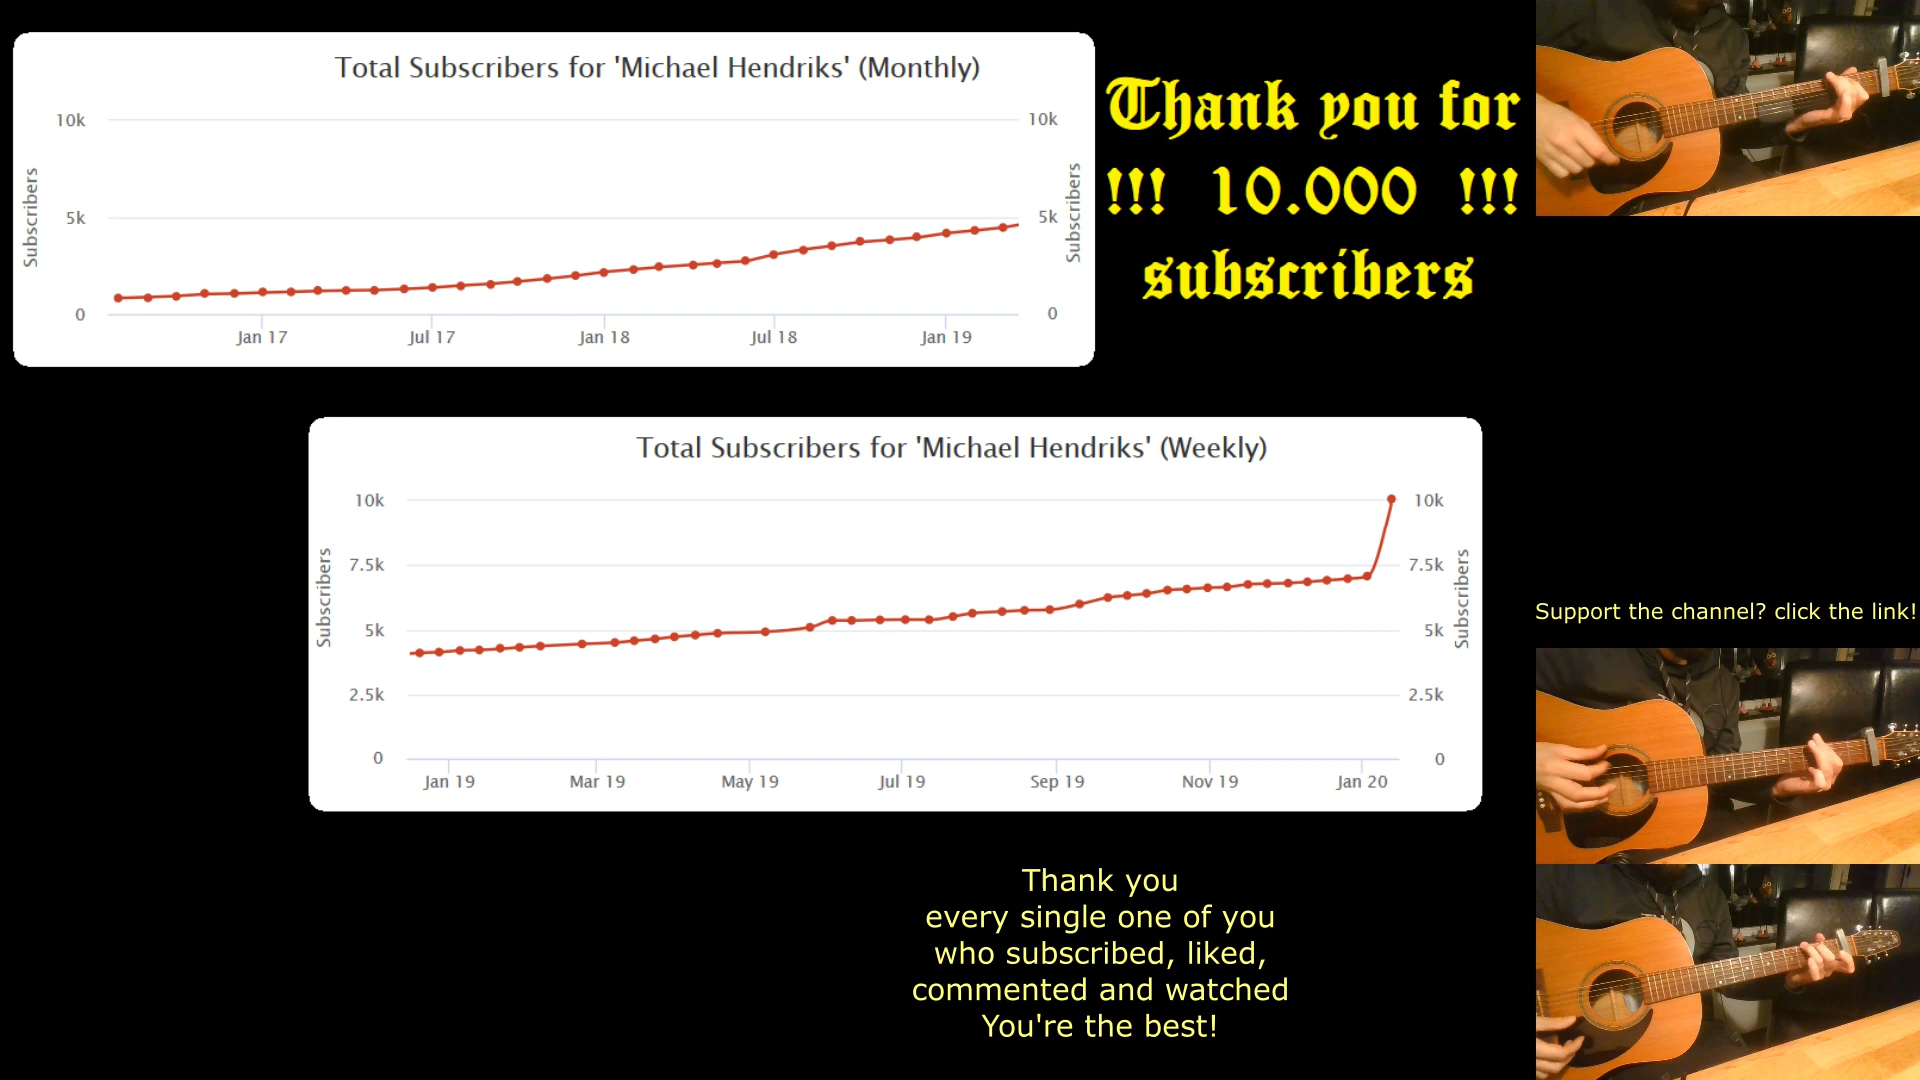 Total Subscribers for 'Michael Hendriks' (Monthly)
10k
5k
0
Subscribers
10k
5k
0
Subscribers
Jan 17
Jul 17
Jan 18
Jul 18
Jan 19
Thank you for
!!! 10.000 !!!
subscribers
Total Subscribers for 'Michael Hendriks' (Weekly)
10k
7.5k
5k
2.5k
0
Subscribers
10k
7.5k
5k
2.5k
0
Subscribers
Jan 19
Mar 19
May 19
Jul 19
Sep 19
Nov 19
Jan 20
Support the channel? click the link!
Thank you
every single one of you
who subscribed, liked,
commented and watched
You're the best!